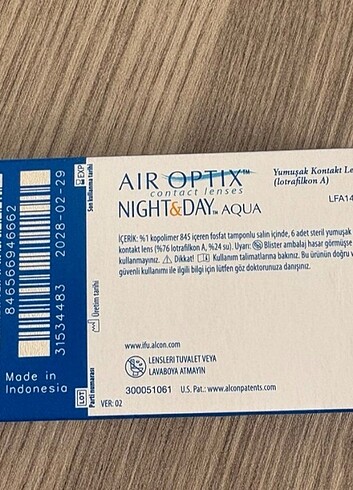 AIR OPTIX™
contact lenses
NIGHT&DAY™ AQUA
Yumuşak Kontakt Le
(lotrafilkon A)
LFA14
İÇERİK: %1 kopolimer 845 içeren fosfat tamponlu salin içinde, 6 adet steril yumuşak
kontakt lens (%76 lotrafilkon A, %24 su). Uyarı: Blister ambalaj hasar görmüşse
kullanmayınız. Dikkat! Kullanım talimatlarına bakınız. Bu ürünün doğru v
güvenli kullanımı ile ilgili bilgi için lütfen göz doktorunuza danışınız.
www.ifu.alcon.com
LENSLERİ TUVALET VEYA
LAVABOYA ATMAYIN
300051061 U.S. Pat.: www.alconpatents.com
VER: 02
EXP
Son kullanma tarihi
2028-02-29
Üretim tarihi
LOT
Parti numarası
31534483
Made in
Indonesia